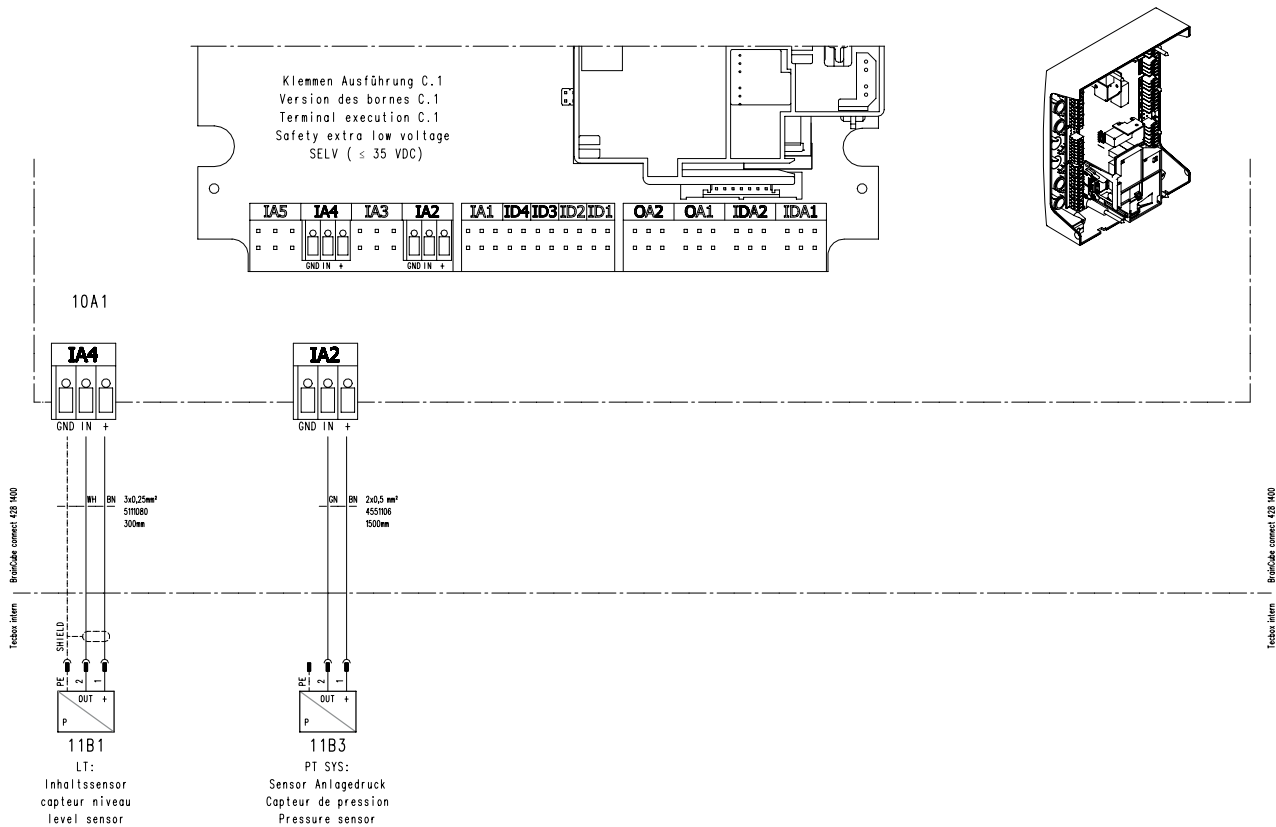 Klemmen Ausführung C.1
Version des bornes C.1
Terminal execution C.1
Safety extra low voltage
SELV ( ≤ 35 VDC)
IA5 IA4 IA3 IA2 IA1 ID4 ID3 ID2 ID1 OA2 OA1 IDA2 IDA1
GND IN + GND IN +
10A1
IA4 IA2
GND IN + GND IN +
WH BN 3x0,25mm²
5111080
300mm
GN BN 2x0,5 mm²
4551106
1500mm
BrainCube connect 428 1400
Tecbox intern
BrainCube connect 428 1400
Tecbox intern
SHIELD
PE 2 1
OUT +
P
11B1
LT:
Inhaltssensor
capteur niveau
level sensor
PE 2 1
OUT +
P
11B3
PT SYS:
Sensor Anlagedruck
Capteur de pression
Pressure sensor